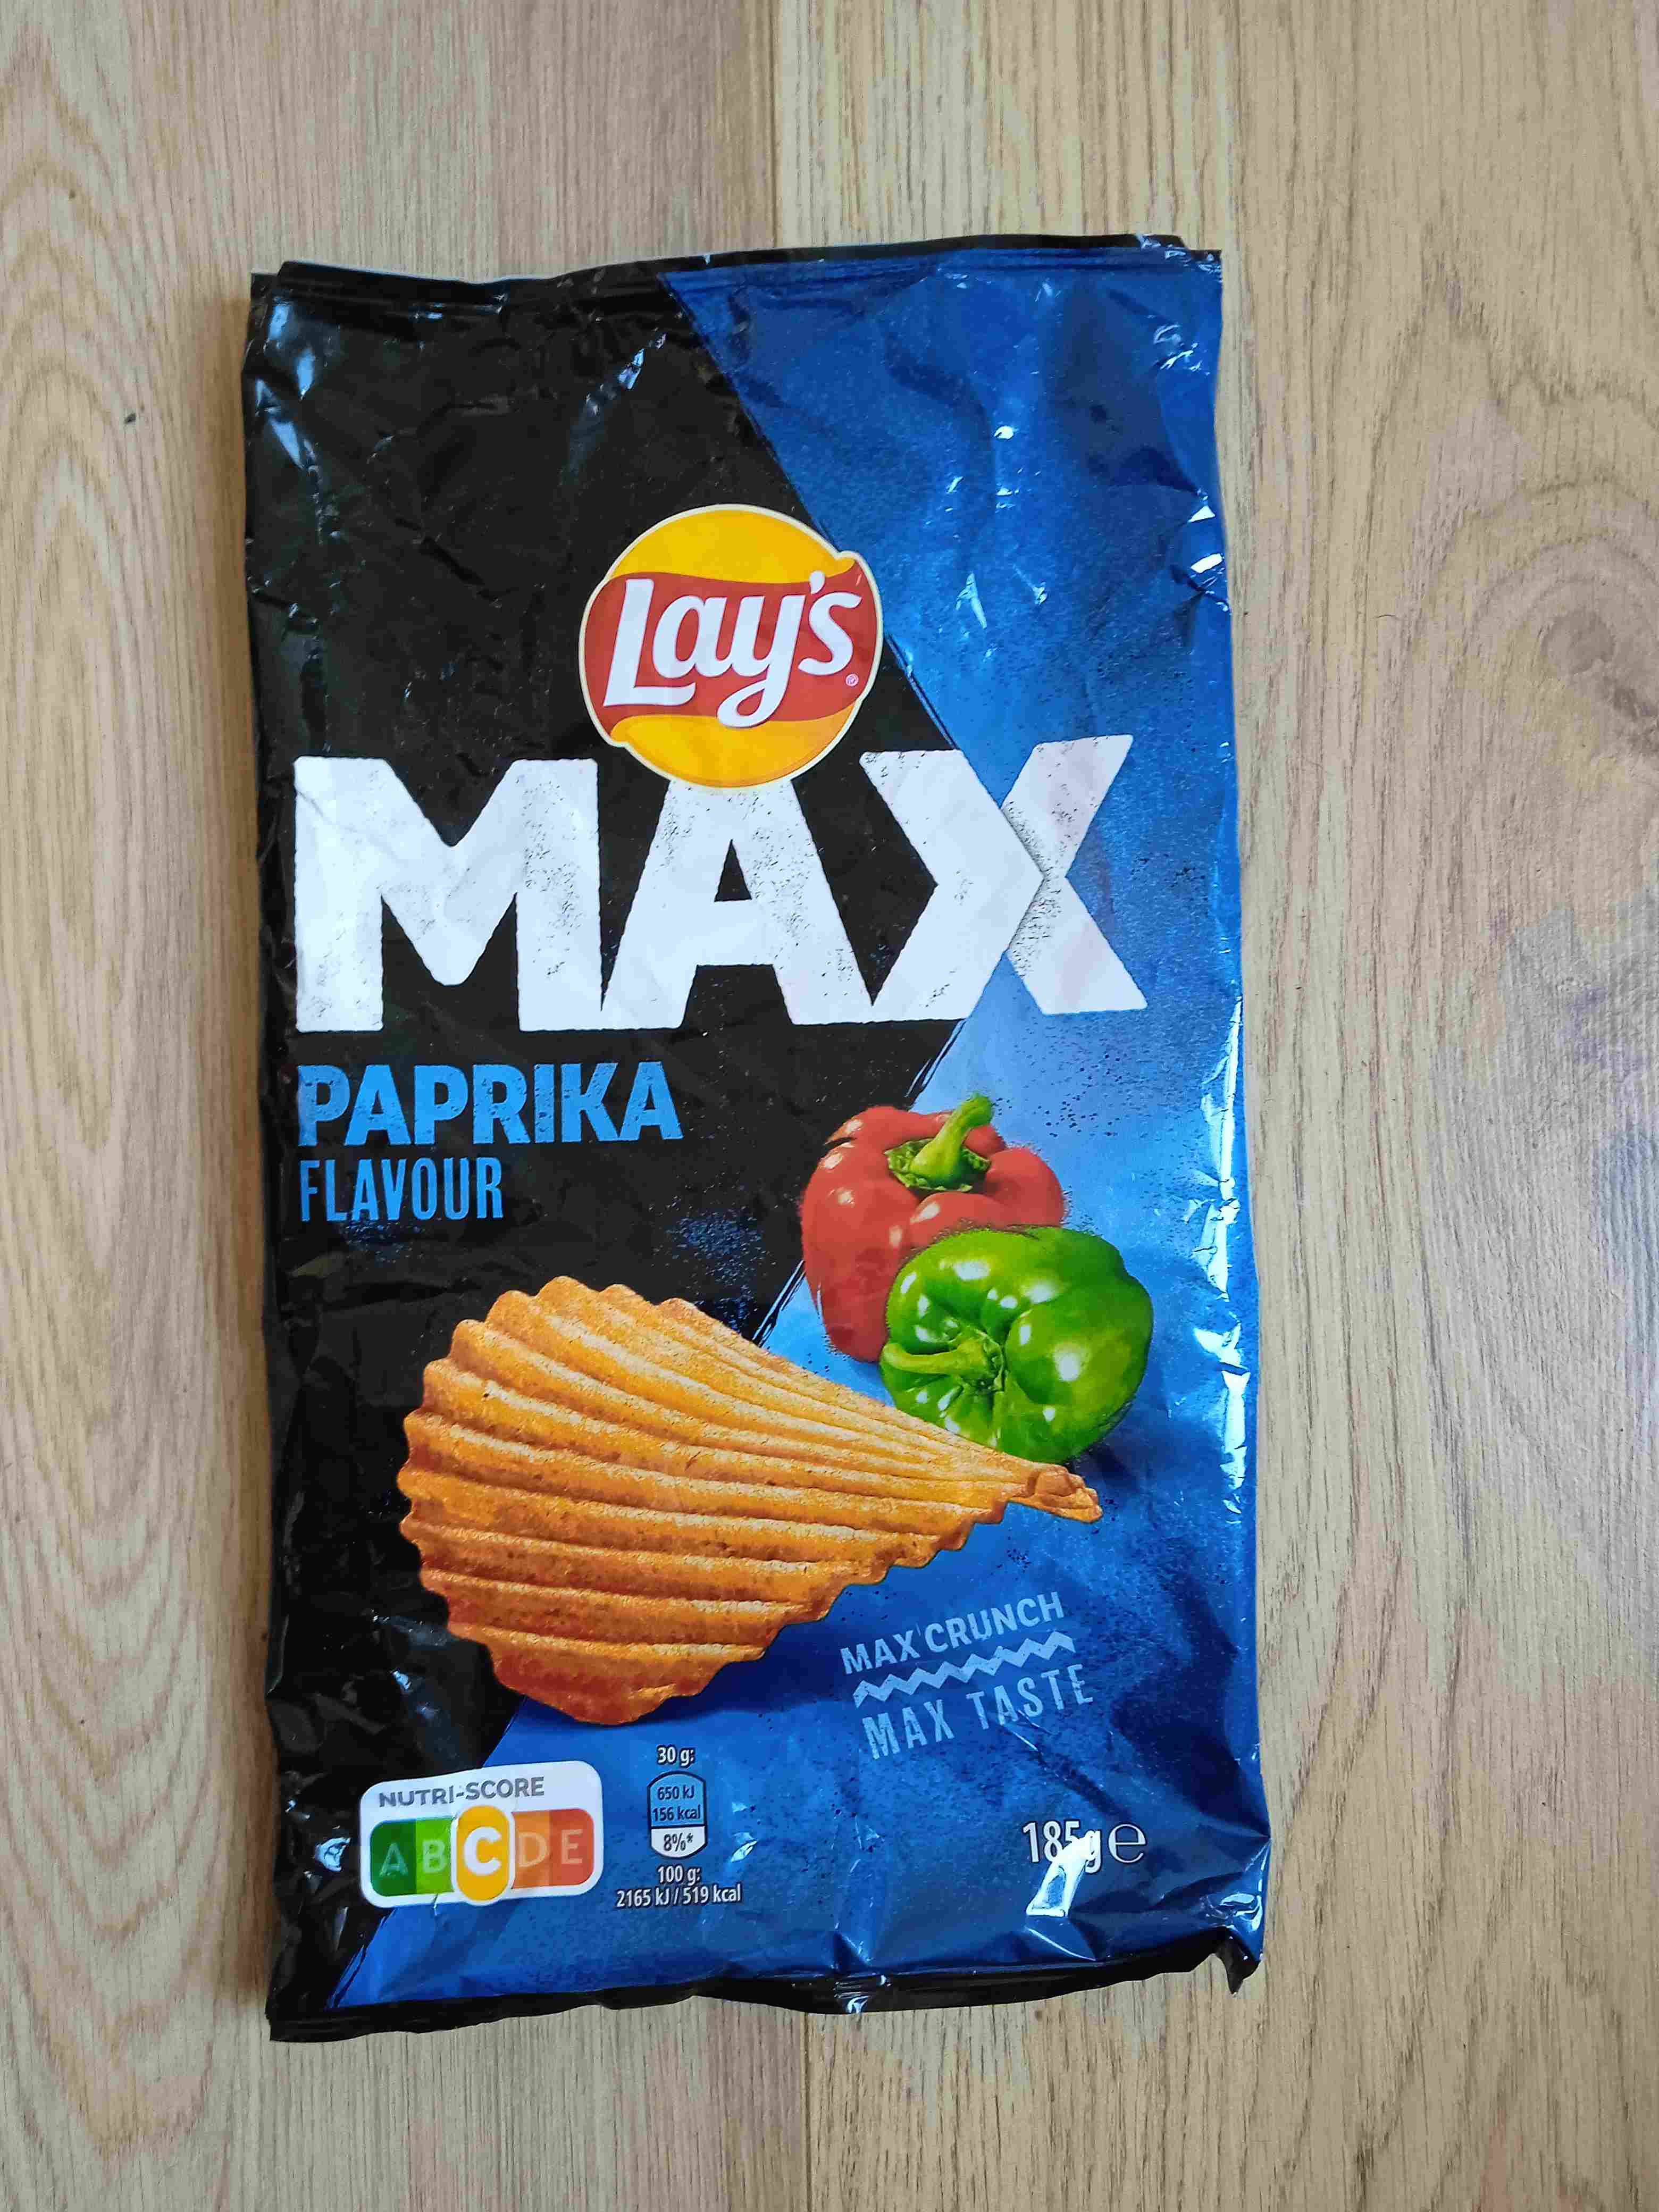 Lay's
MAX
PAPRIKA
FLAVOUR
MAX CRUNCH
MAX TASTE
NUTRI-SCORE
A B C D E
30 g:
650 kJ
156 kcal
8%*
100 g:
2165 kJ / 519 kcal
185 g e